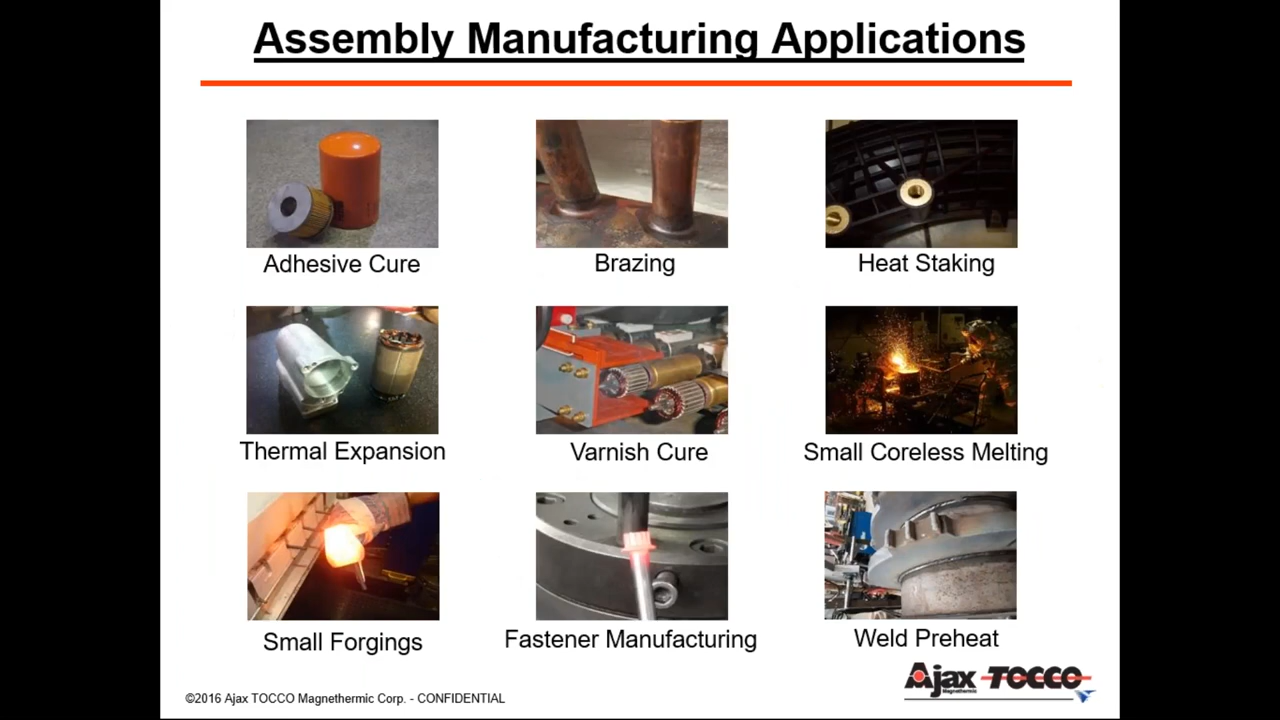 Assembly Manufacturing Applications
Adhesive Cure
Brazing
Heat Staking
Thermal Expansion
Varnish Cure
Small Coreless Melting
Small Forgings
Fastener Manufacturing
Weld Preheat
©2016 Ajax TOCCO Magnethermic Corp. - CONFIDENTIAL
Ajax TOCCO
Magnethermic